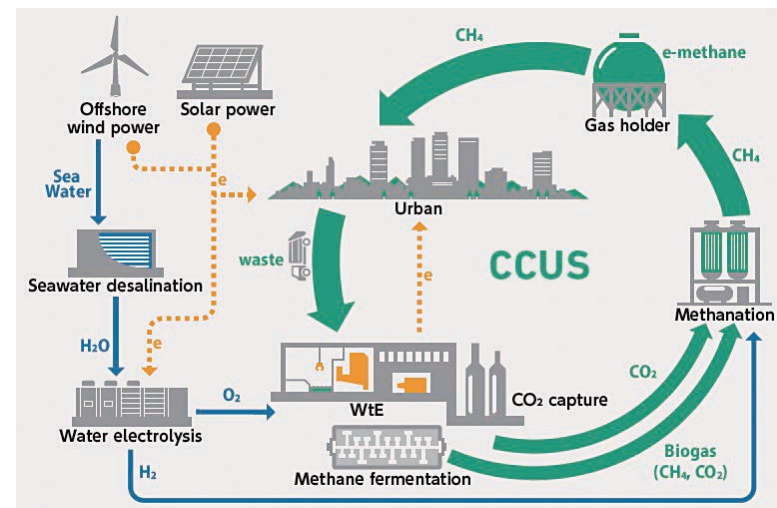 Offshore
wind power
Solar power
CH₄
e-methane
Gas holder
Sea
Water
e
Urban
CH₄
Seawater desalination
waste
CCUS
e
Methanation
H₂O
e
CO₂
O₂
WtE
CO₂ capture
Water electrolysis
Biogas
(CH₄, CO₂)
H₂
Methane fermentation